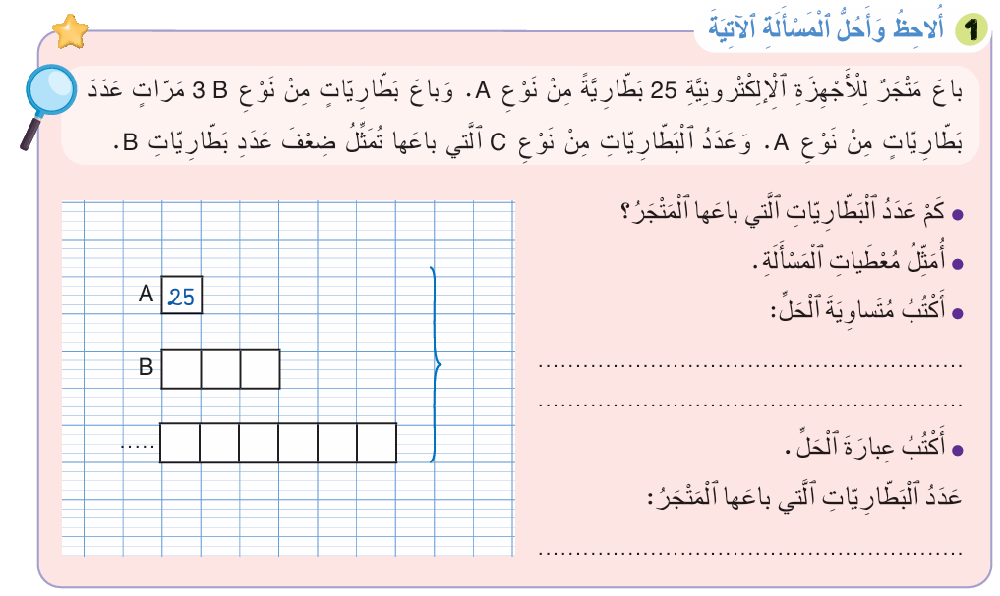 1 أُلاحِظُ وَأَحُلُّ ٱلْمَسْأَلَةِ ٱلآتِيَةَ
باعَ مَتْجَرٌ لِلْأَجْهِزَةِ ٱلْإِلِكْتْرونِيَّةِ 25 بَطّارِيَّةً مِنْ نَوْعِ A. وَباعَ بَطّارِيّاتٍ مِنْ نَوْعِ B 3 مَرّاتٍ عَدَدَ
بَطّارِيّاتٍ مِنْ نَوْعِ A. وَعَدَدُ ٱلْبَطّارِيّاتِ مِنْ نَوْعِ C ٱلَّتي باعَها تُمَثِّلُ ضِعْفَ عَدَدِ بَطّارِيّاتِ B.
• كَمْ عَدَدُ ٱلْبَطّارِيّاتِ ٱلَّتي باعَها ٱلْمَتْجَرُ؟
• أُمَثِّلُ مُعْطَياتِ ٱلْمَسْأَلَةِ.
• أَكْتُبُ مُتَساوِيَةَ ٱلْحَلِّ:
• أَكْتُبُ عِبارَةَ ٱلْحَلِّ.
عَدَدُ ٱلْبَطّارِيّاتِ ٱلَّتي باعَها ٱلْمَتْجَرُ:
A 25
B
.....